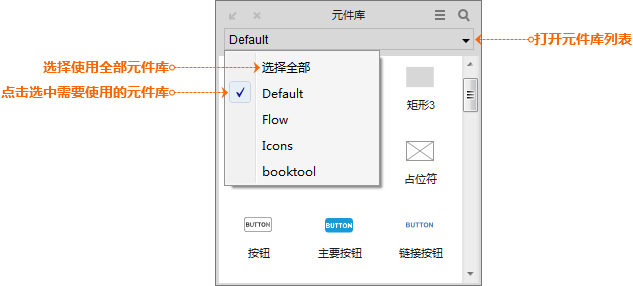 元件库
Default
打开元件库列表
选择使用全部元件库
选择全部
点击选中需要使用的元件库
Default
Flow
Icons
booktool
矩形3
占位符
BUTTON
BUTTON
BUTTON
按钮
主要按钮
链接按钮